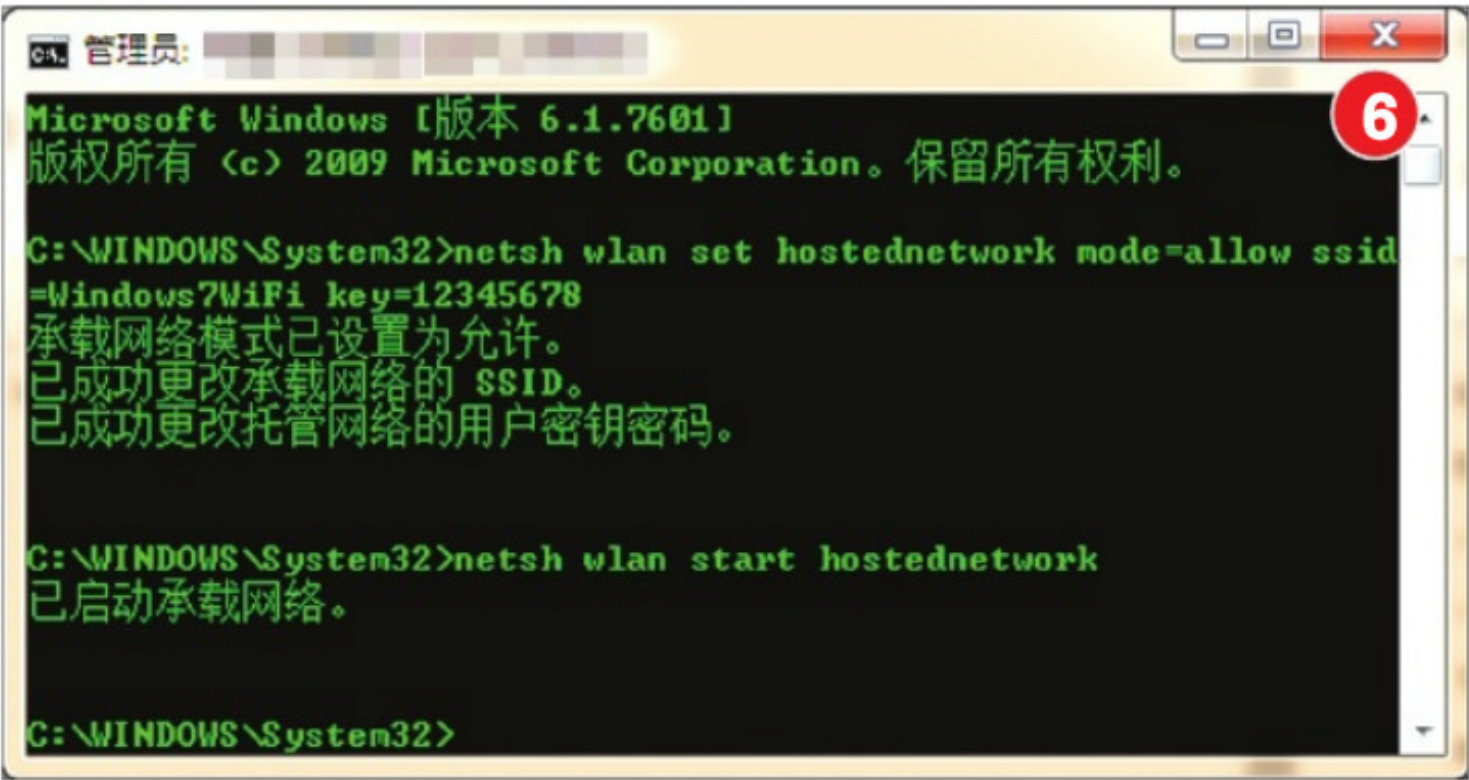 管理员:
6
Microsoft Windows [版本 6.1.7601]
版权所有 (c) 2009 Microsoft Corporation。保留所有权利。
C:\WINDOWS\System32>netsh wlan set hostednetwork mode=allow ssid
=Windows7WiFi key=12345678
承载网络模式已设置为允许。
已成功更改承载网络的 SSID。
已成功更改托管网络的用户密钥密码。
C:\WINDOWS\System32>netsh wlan start hostednetwork
已启动承载网络。
C:\WINDOWS\System32>